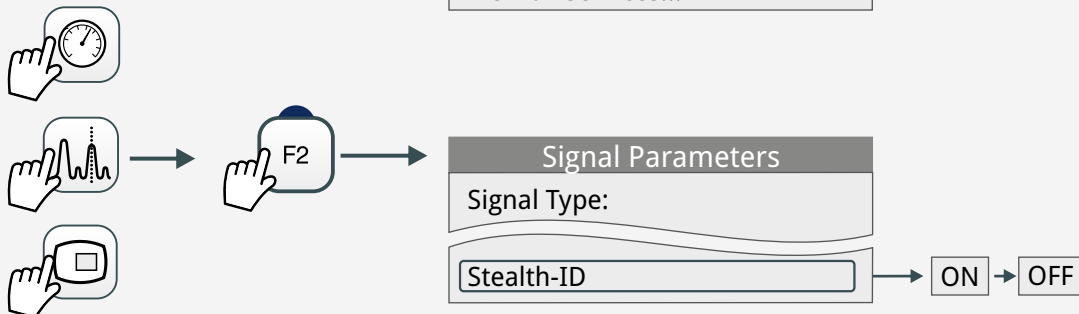 F2
Signal Parameters
Signal Type:
Stealth-ID
ON
OFF